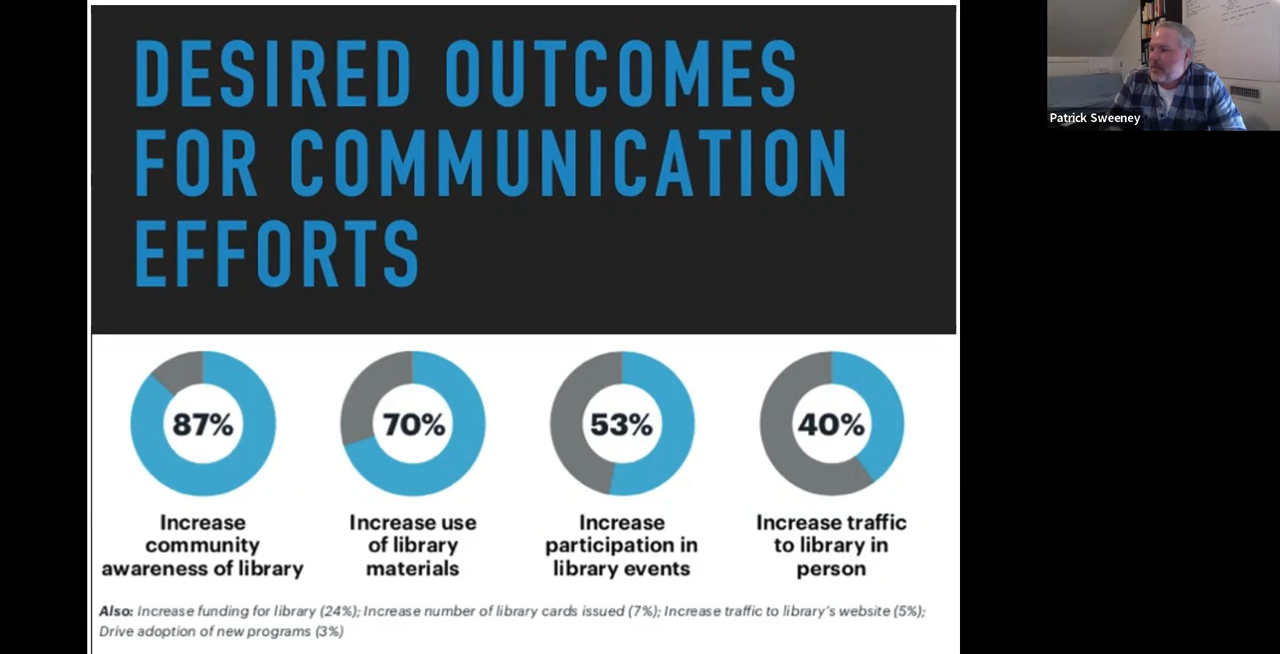 DESIRED OUTCOMES
FOR COMMUNICATION
EFFORTS
Patrick Sweeney
87%
70%
53%
40%
Increase
community
awareness of library
Increase use
of library
materials
Increase
participation in
library events
Increase traffic
to library in
person
Also: Increase funding for library (24%); Increase number of library cards issued (7%); Increase traffic to library's website (5%);
Drive adoption of new programs (3%)